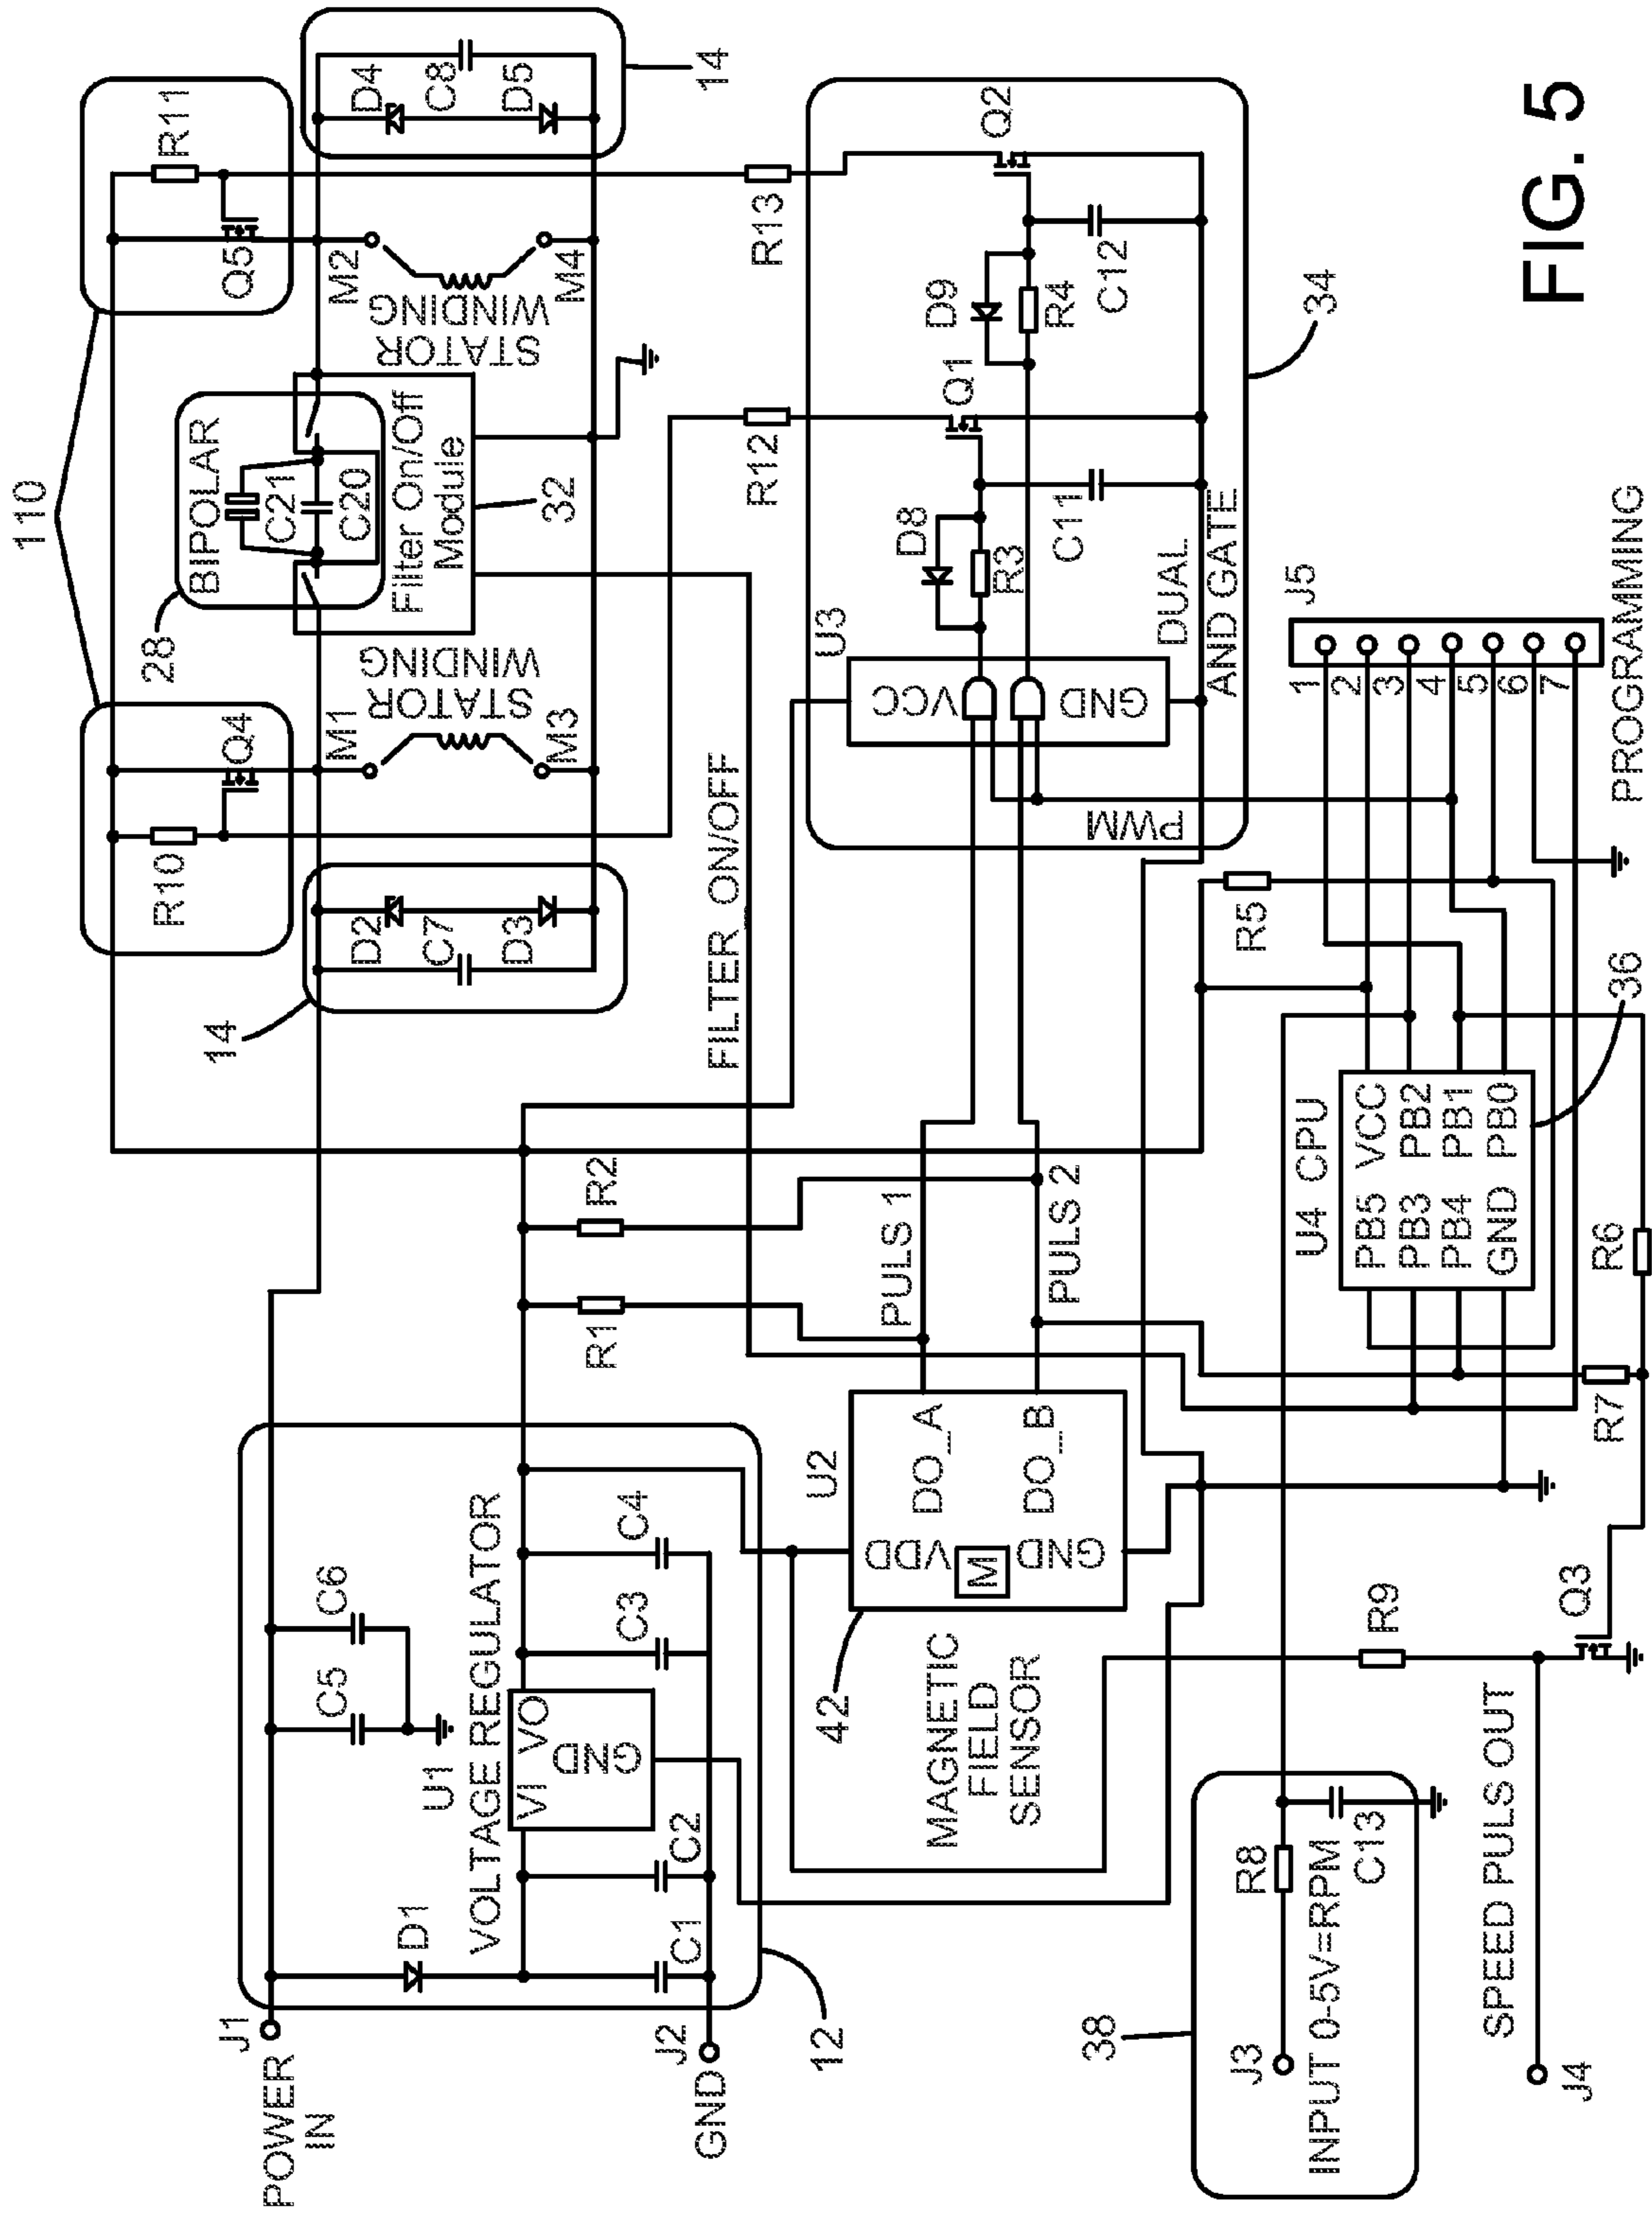 FIG. 5
110
28
BIPOLAR
C21
C20
Filter On/Off
Module
32
R10
Q4
R11
Q5
M1
M3
STATOR
WINDING
M2
M4
STATOR
WINDING
14
D2
C7
D3
14
D4
C8
D5
J1
POWER
IN
J2
GND
12
D1
C1
C2
C3
C4
C5
C6
U1
VOLTAGE REGULATOR
VI
VO
GND
R1
R2
FILTER ON/OFF
R12
R13
34
U3
VCC
GND
DUAL
AND GATE
PWM
D8
R3
C11
Q1
D9
R4
C12
Q2
42
U2
VDD
GND
M
DO_A
DO_B
MAGNETIC
FIELD
SENSOR
PULS 1
PULS 2
38
J3
INPUT 0-5V=RPM
R8
C13
SPEED PULS OUT
J4
R9
Q3
R7
R6
R5
U4 CPU
PB5 VCC
PB3 PB2
PB4 PB1
GND PB0
36
J5
1
2
3
4
5
6
7
PROGRAMMING